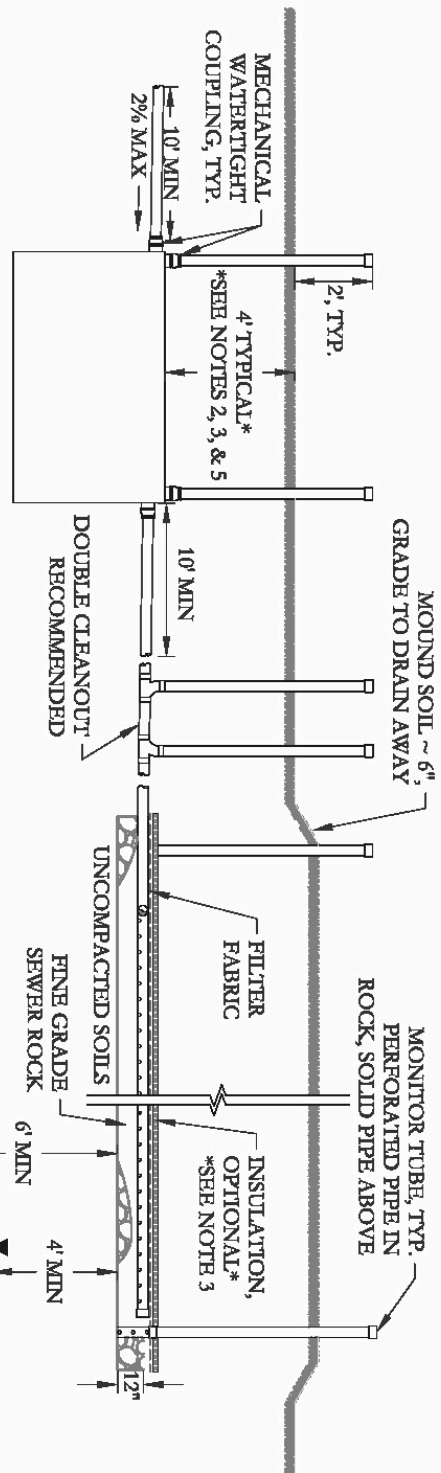 MOUND SOIL ~ 6",
GRADE TO DRAIN AWAY
MONITOR TUBE, TYP.
PERFORATED PIPE IN
ROCK, SOLID PIPE ABOVE
2', TYP.
MECHANICAL
WATERTIGHT
COUPLING, TYP.
4' TYPICAL*
*SEE NOTES 2, 3, & 5
10' MIN
2% MAX
10' MIN
DOUBLE CLEANOUT
RECOMMENDED
FILTER
FABRIC
INSULATION,
OPTIONAL*
*SEE NOTE 3
UNCOMPACTED SOILS
FINE GRADE
SEWER ROCK
6' MIN
4' MIN
12"